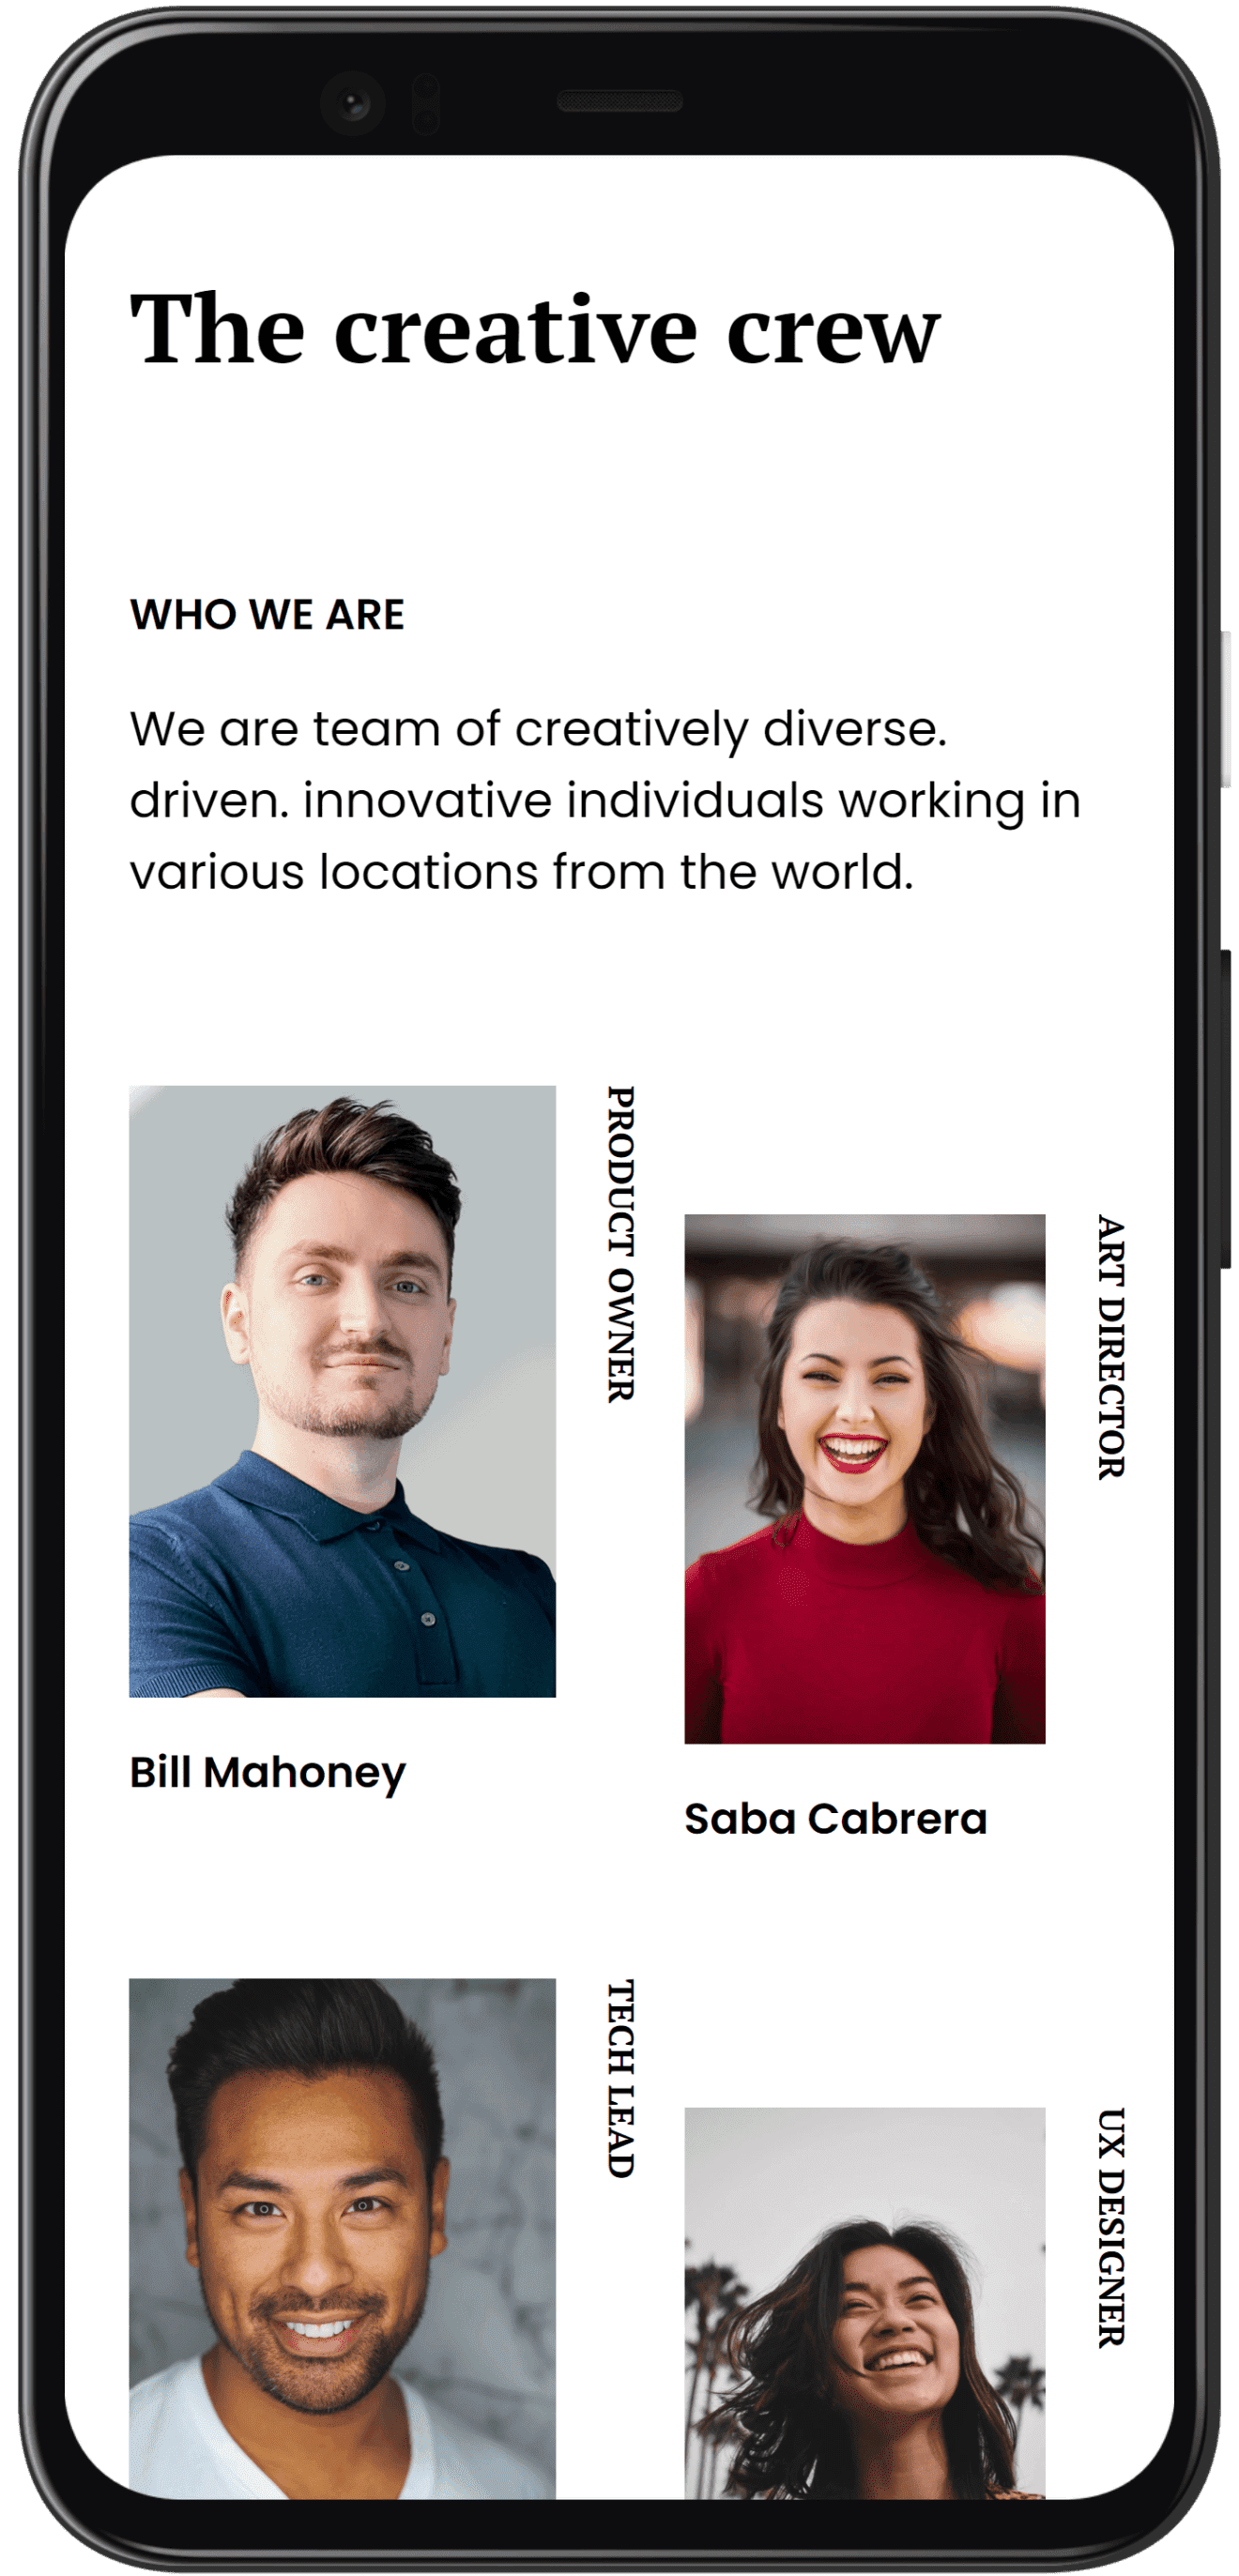 The creative crew
WHO WE ARE
We are team of creatively diverse.
driven. innovative individuals working in
various locations from the world.
PRODUCT OWNER
Bill Mahoney
ART DIRECTOR
Saba Cabrera
TECH LEAD
UX DESIGNER